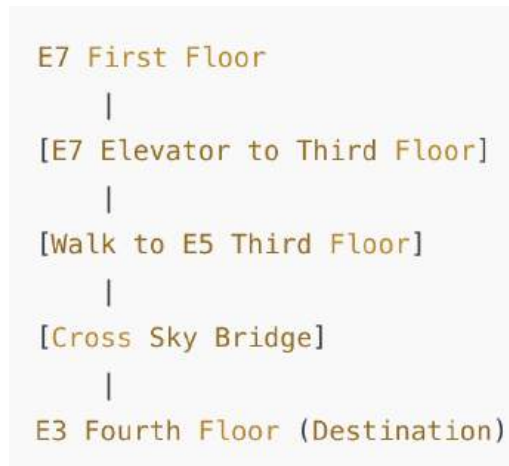 E7 First Floor
|
[E7 Elevator to Third Floor]
|
[Walk to E5 Third Floor]
|
[Cross Sky Bridge]
|
E3 Fourth Floor (Destination)